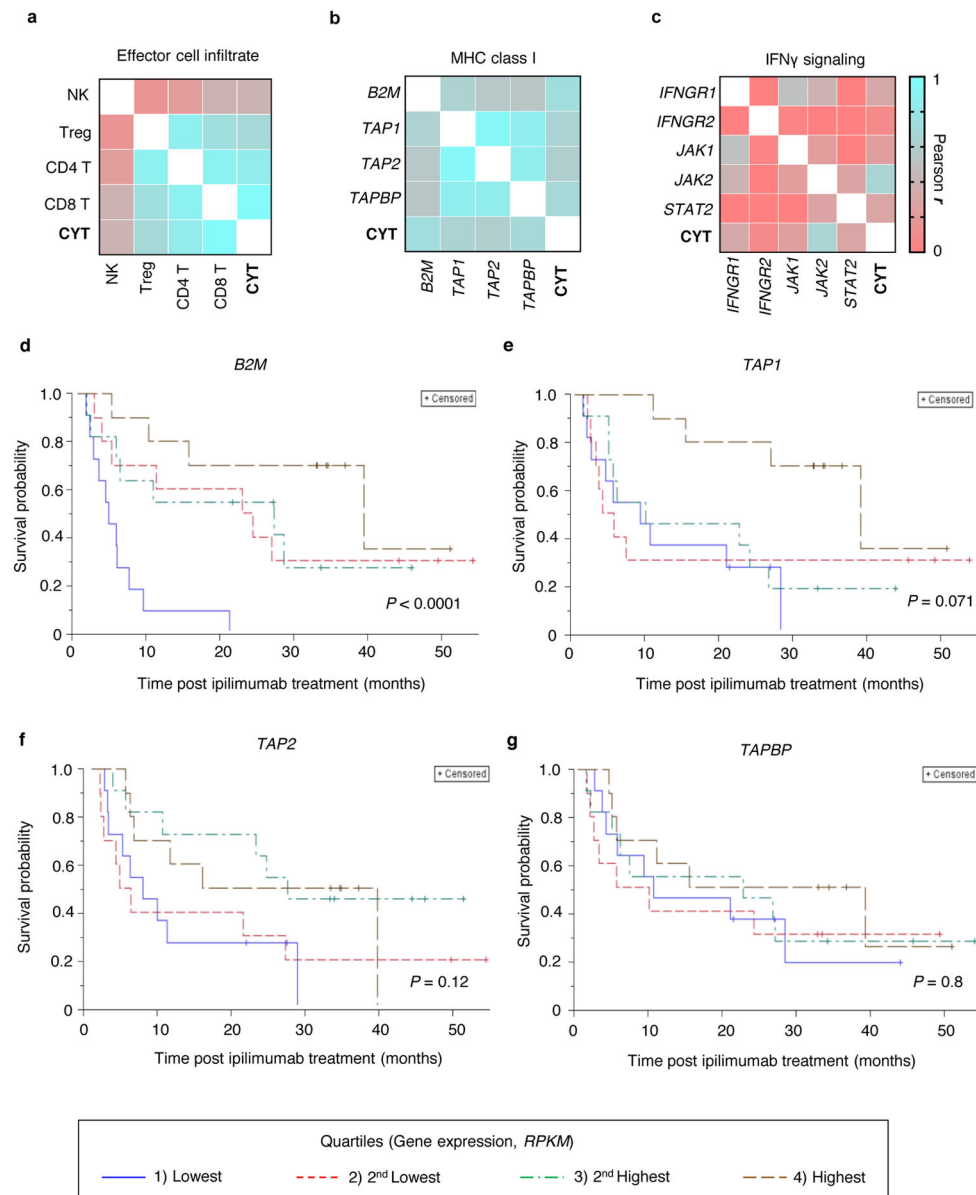 a
Effector cell infiltrate
NK
Treg
CD4 T
CD8 T
CYT
NK
Treg
CD4 T
CD8 T
CYT
b
MHC class I
B2M
TAP1
TAP2
TAPBP
CYT
B2M
TAP1
TAP2
TAPBP
CYT
c
IFNγ signaling
IFNGR1
IFNGR2
JAK1
JAK2
STAT2
CYT
IFNGR1
IFNGR2
JAK1
JAK2
STAT2
CYT
1
Pearson r
0
d
B2M
+ Censored
Survival probability
1.0
0.8
0.6
0.4
0.2
0
P < 0.0001
0 10 20 30 40 50
Time post ipilimumab treatment (months)
e
TAP1
+ Censored
Survival probability
1.0
0.8
0.6
0.4
0.2
0
P = 0.071
0 10 20 30 40 50
Time post ipilimumab treatment (months)
f
TAP2
+ Censored
Survival probability
1.0
0.8
0.6
0.4
0.2
0
P = 0.12
0 10 20 30 40 50
Time post ipilimumab treatment (months)
g
TAPBP
+ Censored
Survival probability
1.0
0.8
0.6
0.4
0.2
0
P = 0.8
0 10 20 30 40 50
Time post ipilimumab treatment (months)
Quartiles (Gene expression, RPKM)
1) Lowest 2) 2nd Lowest 3) 2nd Highest 4) Highest